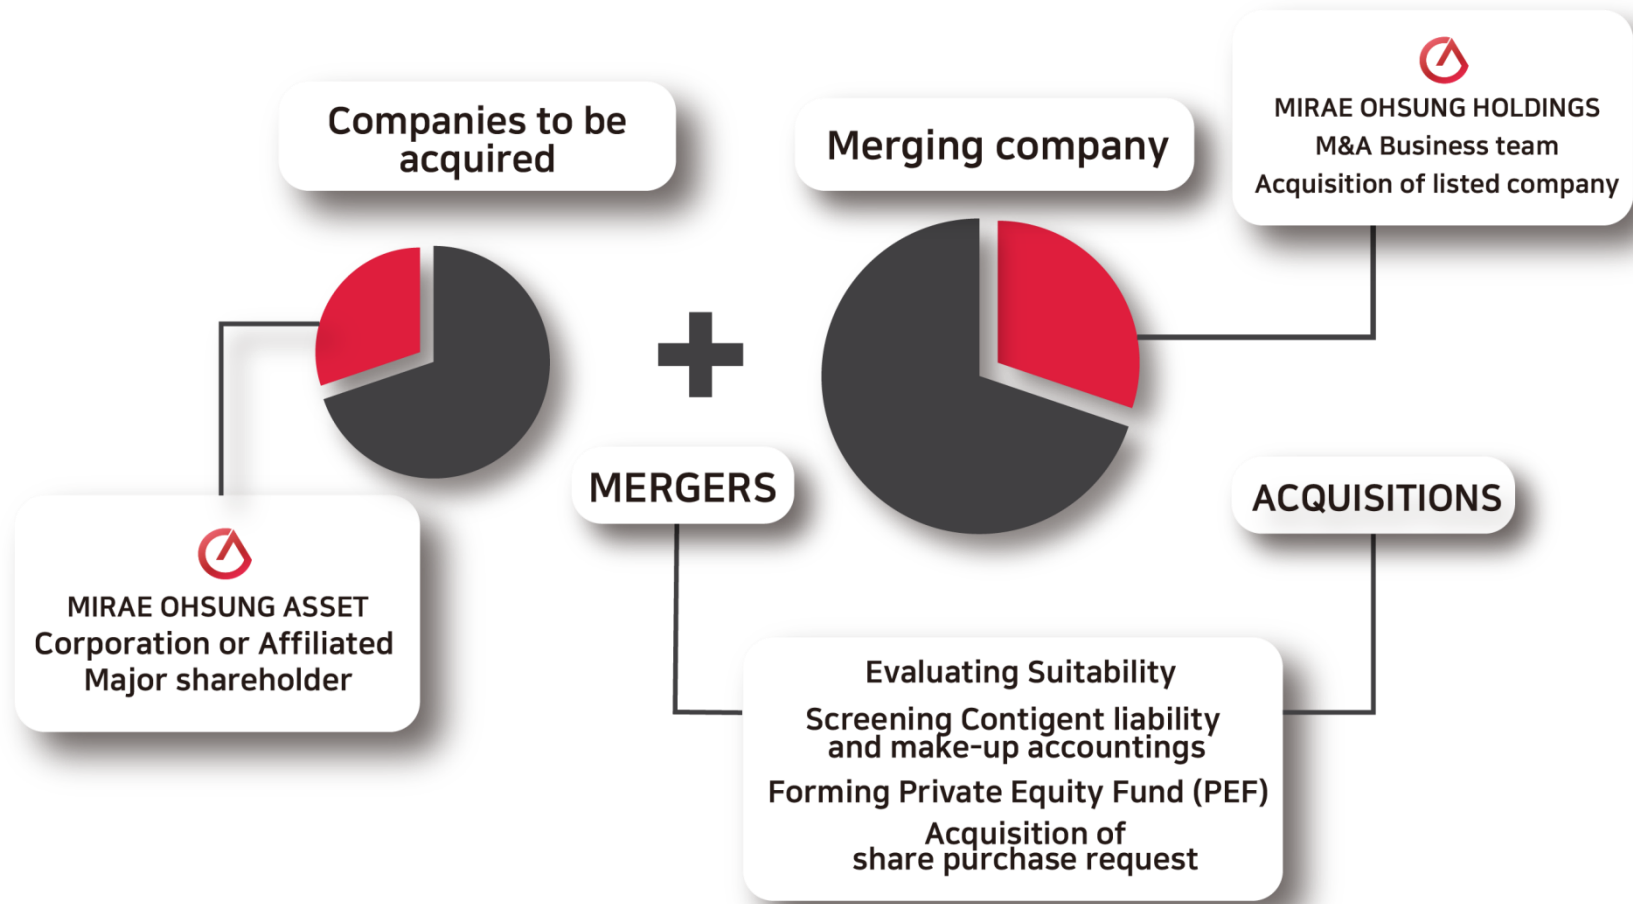 Companies to be
acquired
Merging company
MIRAE OHSUNG HOLDINGS
M&A Business team
Acquisition of listed company
MERGERS
ACQUISITIONS
MIRAE OHSUNG ASSET
Corporation or Affiliated
Major shareholder
Evaluating Suitability
Screening Contigent liability
and make-up accountings
Forming Private Equity Fund (PEF)
Acquisition of
share purchase request